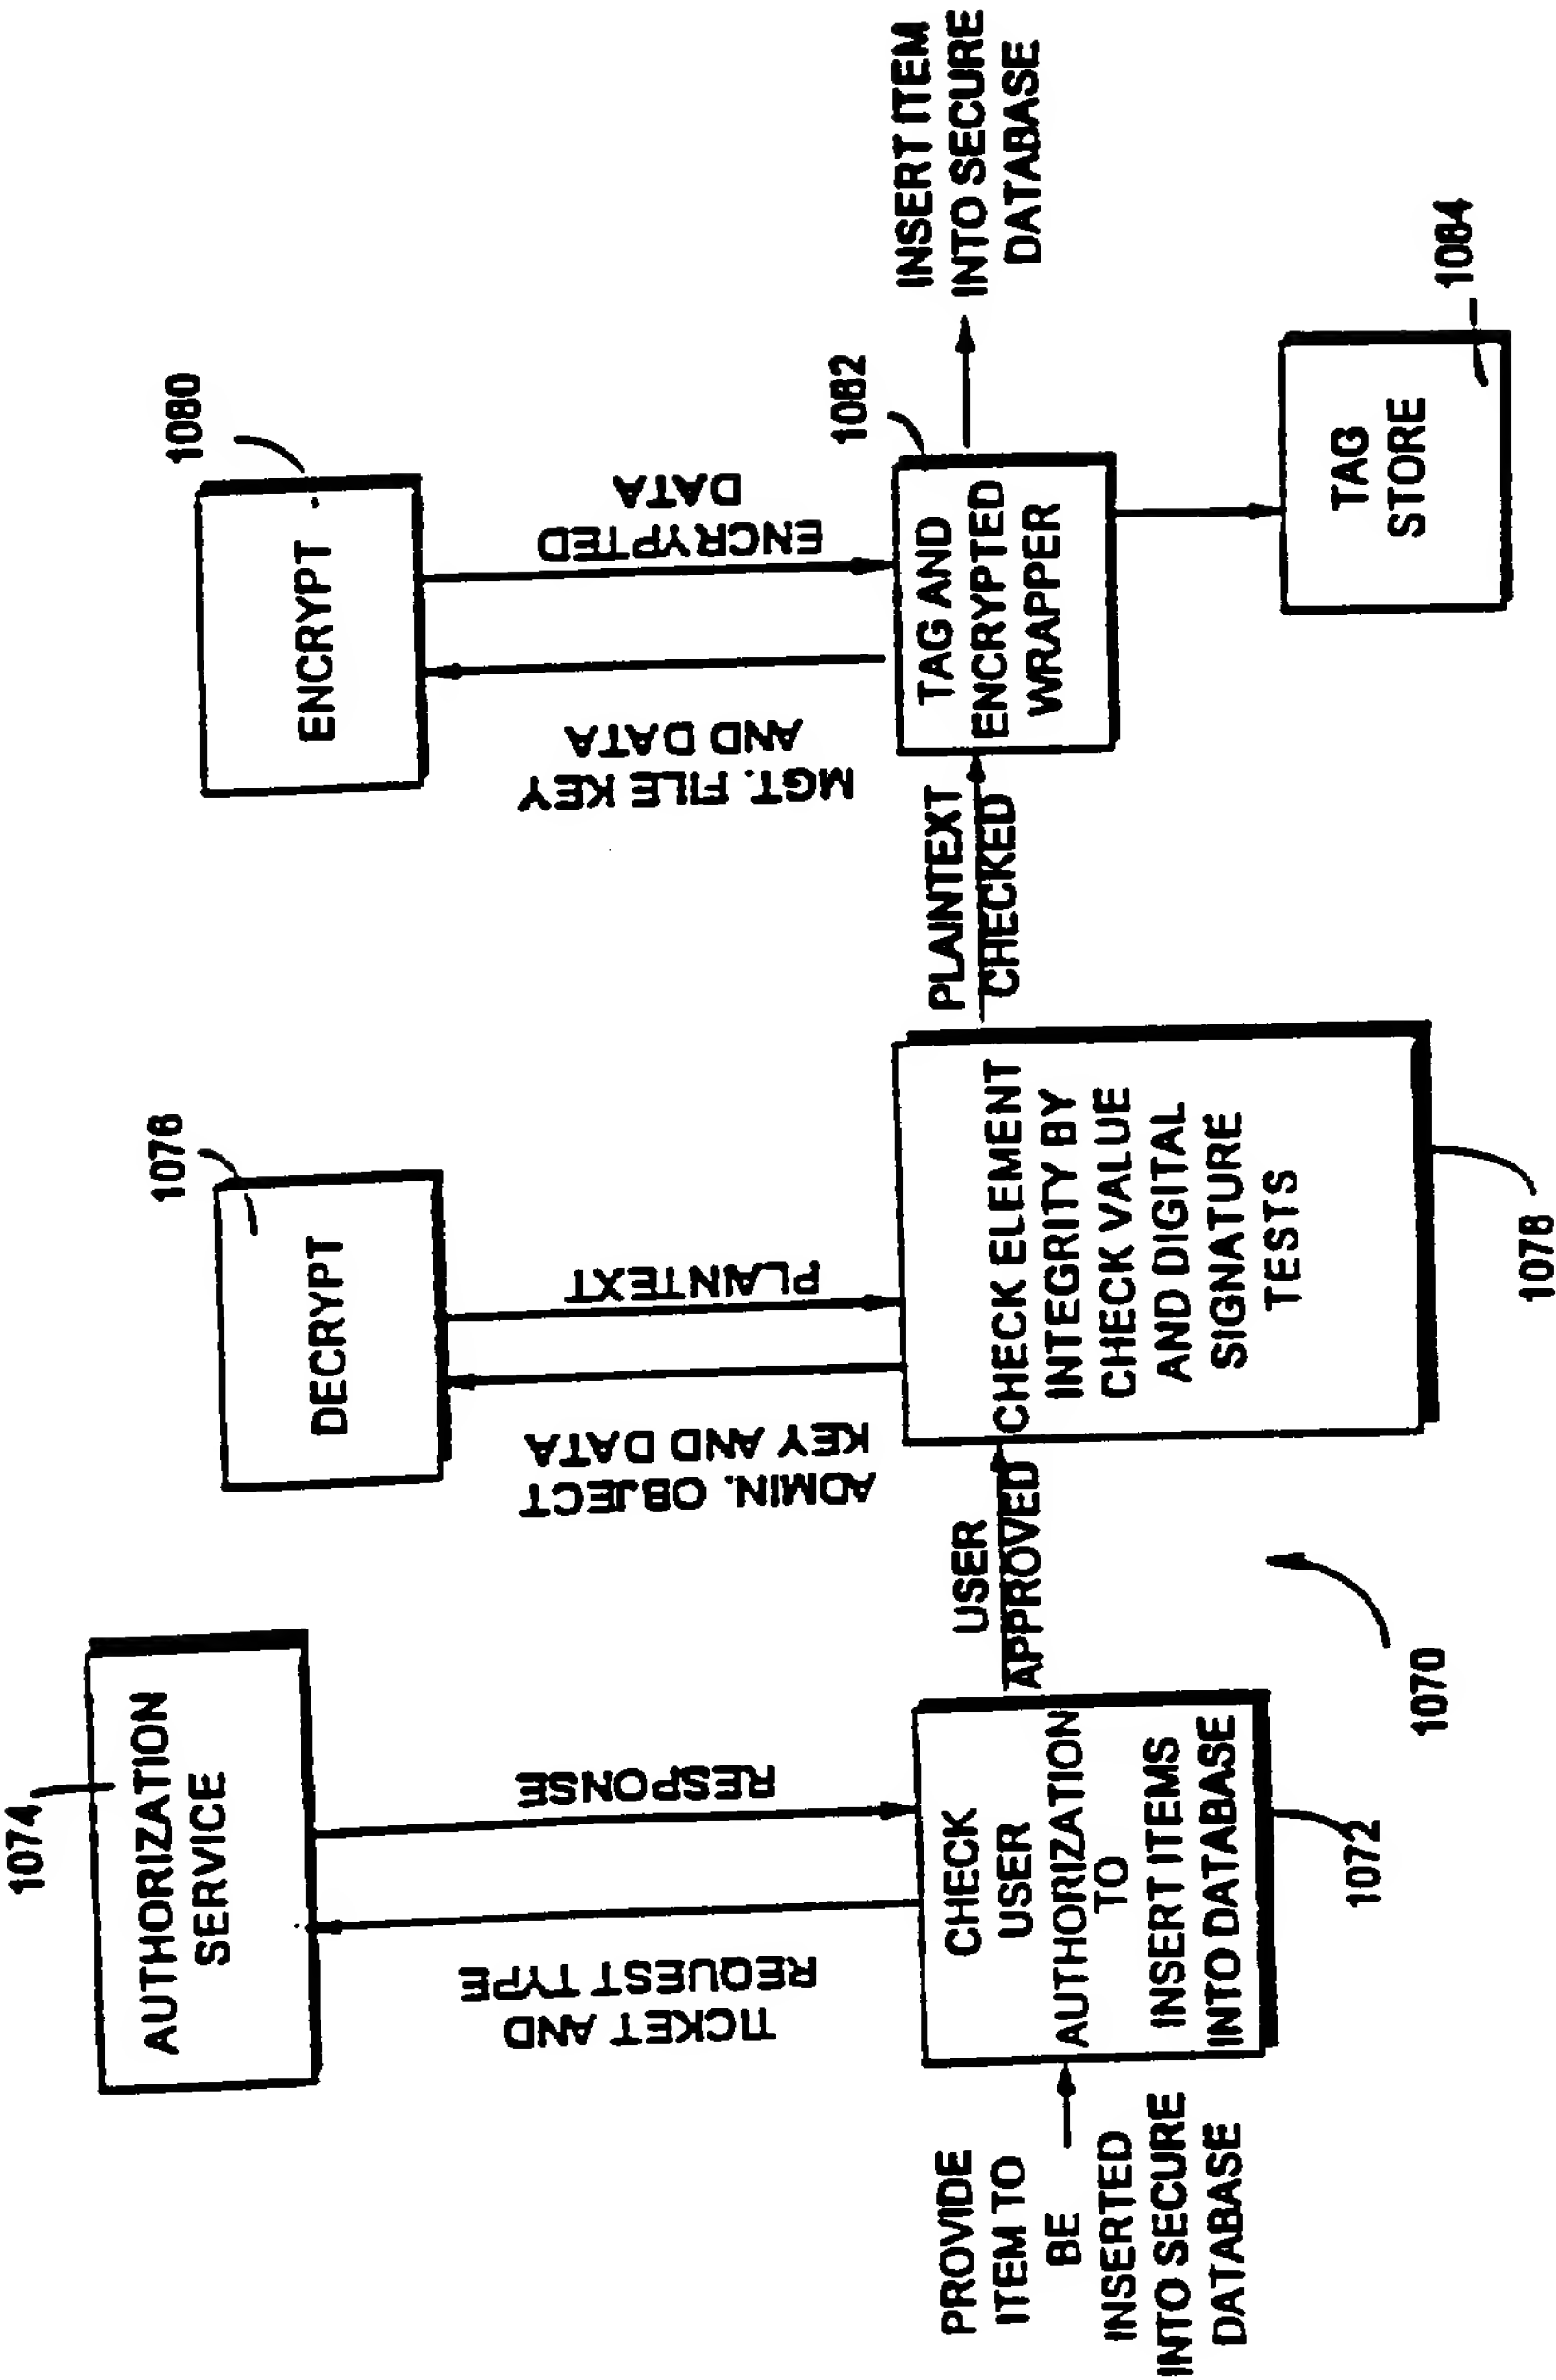 1074
AUTHORIZATION
SERVICE
TICKET AND
REQUEST TYPE
RESPONSE
PROVIDE
ITEM TO
BE
INSERTED
INTO SECURE
DATABASE
CHECK
USER
AUTHORIZATION
TO
INSERT ITEMS
INTO DATABASE
1072
USER
APPROVED
1070
1076
DECRYPT
ADMIN. OBJECT
KEY AND DATA
PLAINTEXT
CHECK ELEMENT
INTEGRITY BY
CHECK VALUE
AND DIGITAL
SIGNATURE
TESTS
1078
PLAINTEXT
CHECKED
1080
ENCRYPT
MGT. FILE KEY
AND DATA
ENCRYPTED
DATA
1082
TAG AND
ENCRYPTED
WRAPPER
INSERT ITEM
INTO SECURE
DATABASE
TAG
STORE
1084